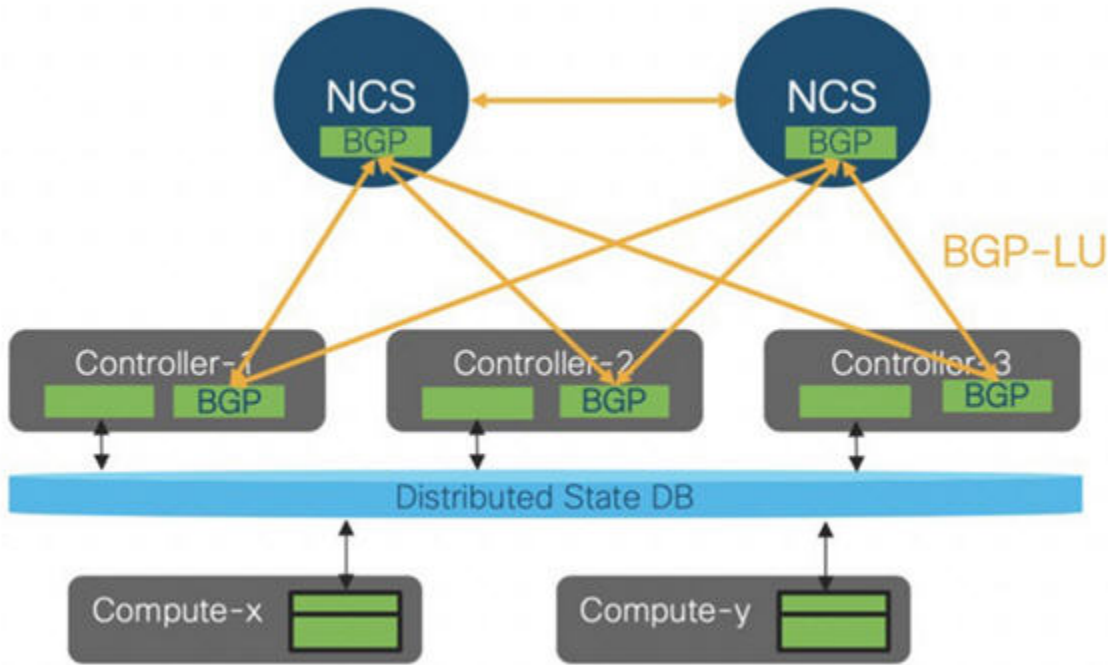 NCS
BGP
NCS
BGP
BGP-LU
Controller-1
BGP
Controller-2
BGP
Controller-3
BGP
Distributed State DB
Compute-x
Compute-y